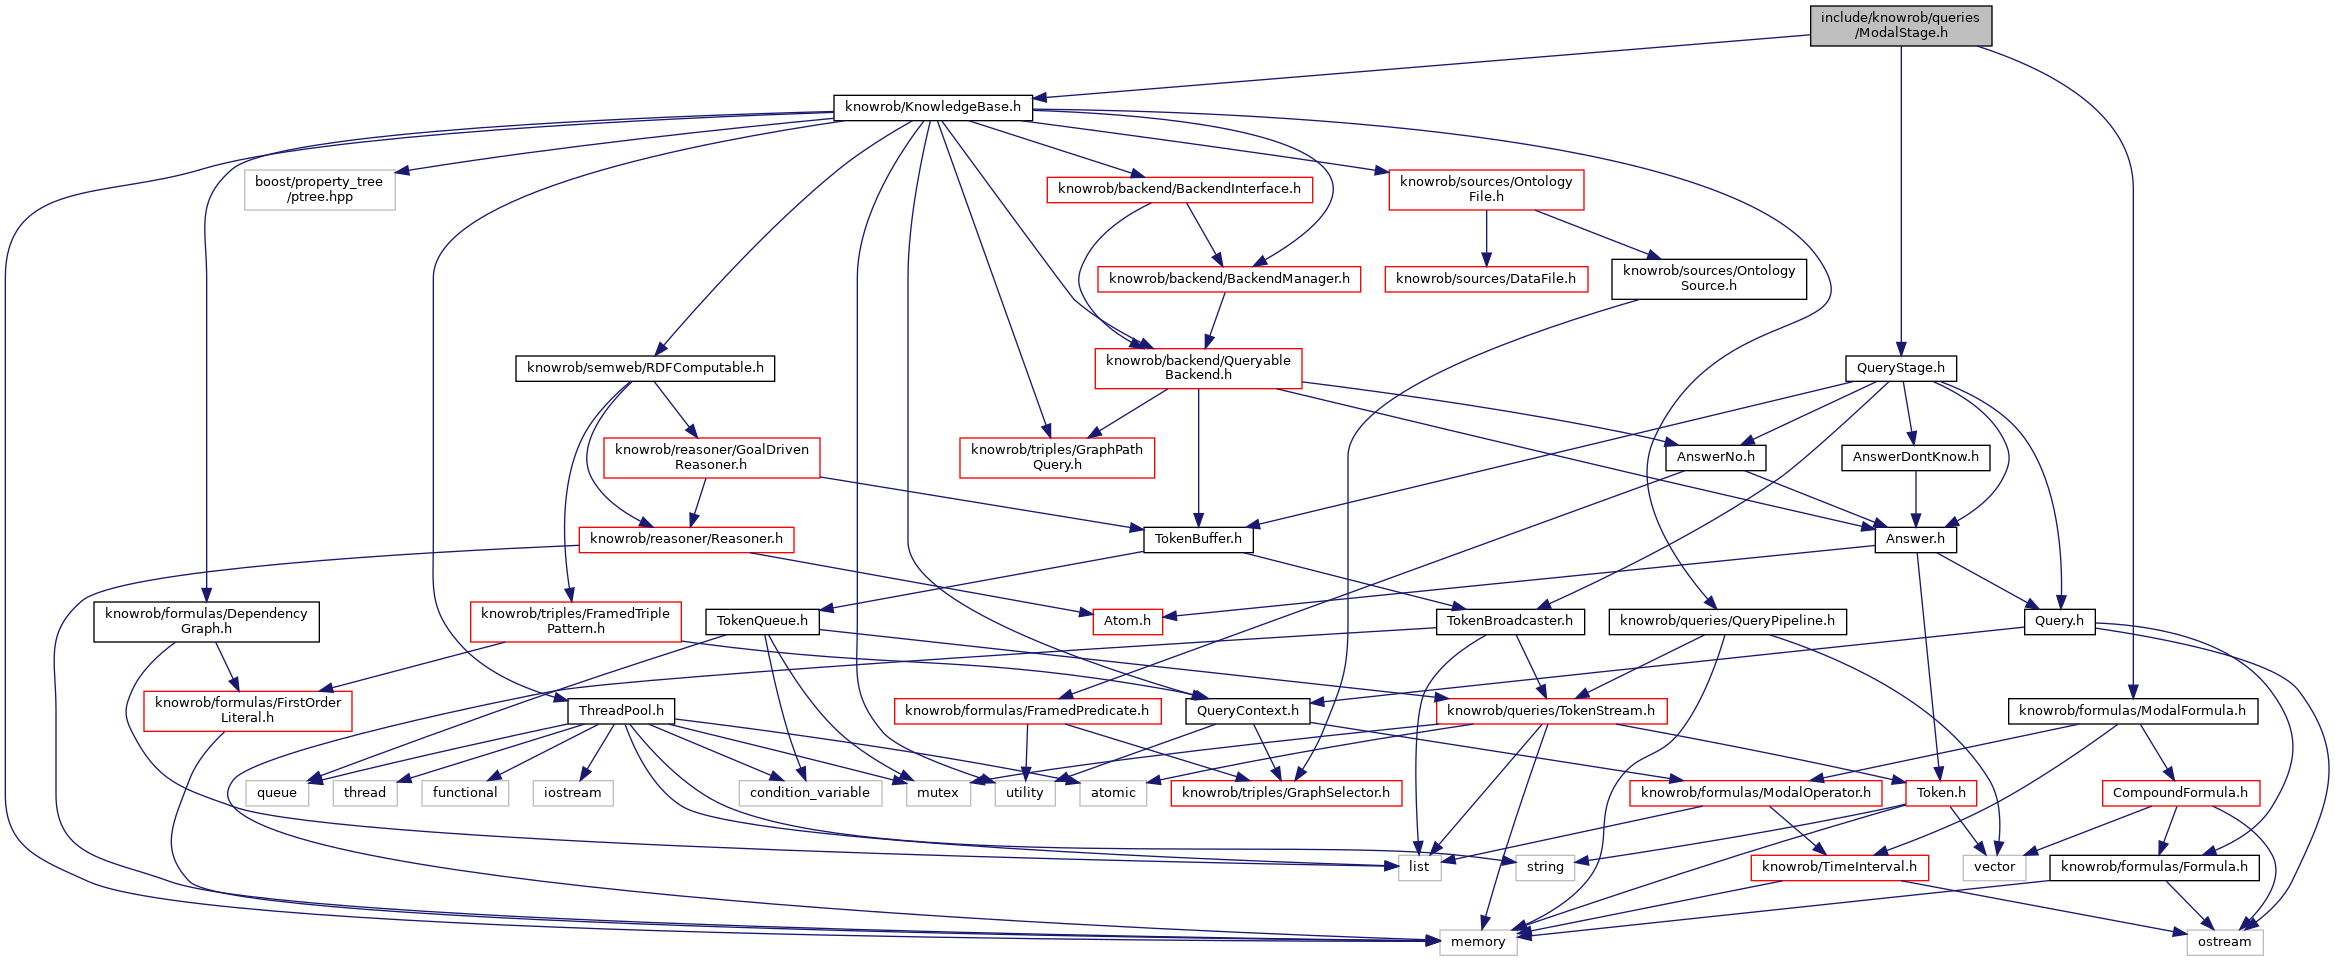 include/knowrob/queries
/ModalStage.h
knowrob/KnowledgeBase.h
boost/property_tree
/ptree.hpp
knowrob/backend/BackendInterface.h
knowrob/sources/Ontology
File.h
knowrob/backend/BackendManager.h
knowrob/sources/DataFile.h
knowrob/sources/Ontology
Source.h
knowrob/semweb/RDFComputable.h
knowrob/backend/Queryable
Backend.h
QueryStage.h
knowrob/reasoner/GoalDriven
Reasoner.h
knowrob/triples/GraphPath
Query.h
AnswerNo.h
AnswerDontKnow.h
knowrob/reasoner/Reasoner.h
TokenBuffer.h
Answer.h
knowrob/formulas/Dependency
Graph.h
knowrob/triples/FramedTriple
Pattern.h
TokenQueue.h
Atom.h
TokenBroadcaster.h
knowrob/queries/QueryPipeline.h
Query.h
knowrob/formulas/FirstOrder
Literal.h
ThreadPool.h
knowrob/formulas/FramedPredicate.h
QueryContext.h
knowrob/queries/TokenStream.h
knowrob/formulas/ModalFormula.h
queue
thread
functional
iostream
condition_variable
mutex
utility
atomic
knowrob/triples/GraphSelector.h
knowrob/formulas/ModalOperator.h
Token.h
CompoundFormula.h
list
string
knowrob/TimeInterval.h
vector
knowrob/formulas/Formula.h
memory
ostream